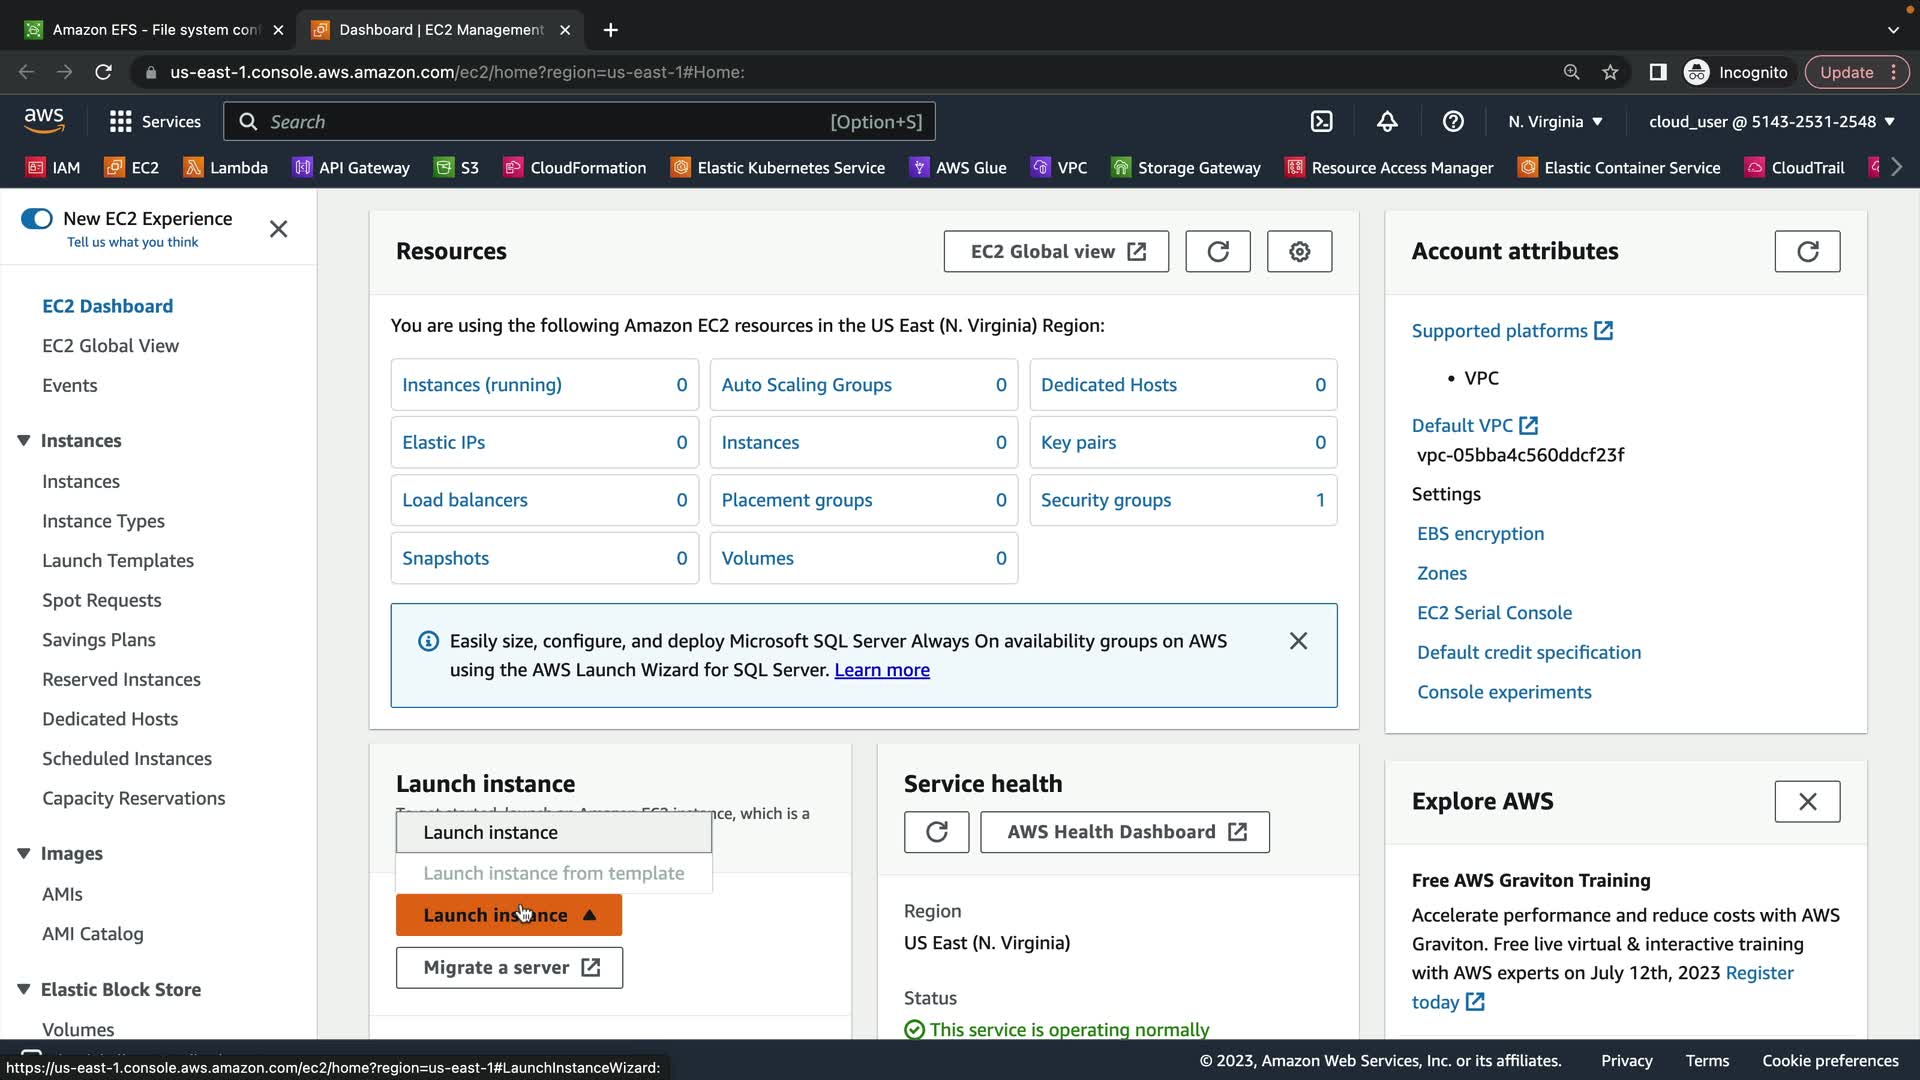 Amazon EFS - File system con
Dashboard | EC2 Management
us-east-1.console.aws.amazon.com/ec2/home?region=us-east-1#Home:
Incognito
Update
aws
Services
Search
[Option+S]
N. Virginia
cloud_user @ 5143-2531-2548
IAM
EC2
Lambda
API Gateway
S3
CloudFormation
Elastic Kubernetes Service
AWS Glue
VPC
Storage Gateway
Resource Access Manager
Elastic Container Service
CloudTrail
New EC2 Experience
Tell us what you think
EC2 Dashboard
EC2 Global View
Events
Instances
Instances
Instance Types
Launch Templates
Spot Requests
Savings Plans
Reserved Instances
Dedicated Hosts
Scheduled Instances
Capacity Reservations
Images
AMIs
AMI Catalog
Elastic Block Store
Volumes
Resources
EC2 Global view
You are using the following Amazon EC2 resources in the US East (N. Virginia) Region:
Instances (running) 0
Auto Scaling Groups 0
Dedicated Hosts 0
Elastic IPs 0
Instances 0
Key pairs 0
Load balancers 0
Placement groups 0
Security groups 1
Snapshots 0
Volumes 0
Easily size, configure, and deploy Microsoft SQL Server Always On availability groups on AWS
using the AWS Launch Wizard for SQL Server. Learn more
Launch instance
which is a
Launch instance
Launch instance from template
Launch instance
Migrate a server
Service health
AWS Health Dashboard
Region
US East (N. Virginia)
Status
This service is operating normally
Account attributes
Supported platforms
• VPC
Default VPC
vpc-05bba4c560ddcf23f
Settings
EBS encryption
Zones
EC2 Serial Console
Default credit specification
Console experiments
Explore AWS
Free AWS Graviton Training
Accelerate performance and reduce costs with AWS
Graviton. Free live virtual & interactive training
with AWS experts on July 12th, 2023 Register
today
https://us-east-1.console.aws.amazon.com/ec2/home?region=us-east-1#LaunchInstanceWizard:
© 2023, Amazon Web Services, Inc. or its affiliates.
Privacy
Terms
Cookie preferences